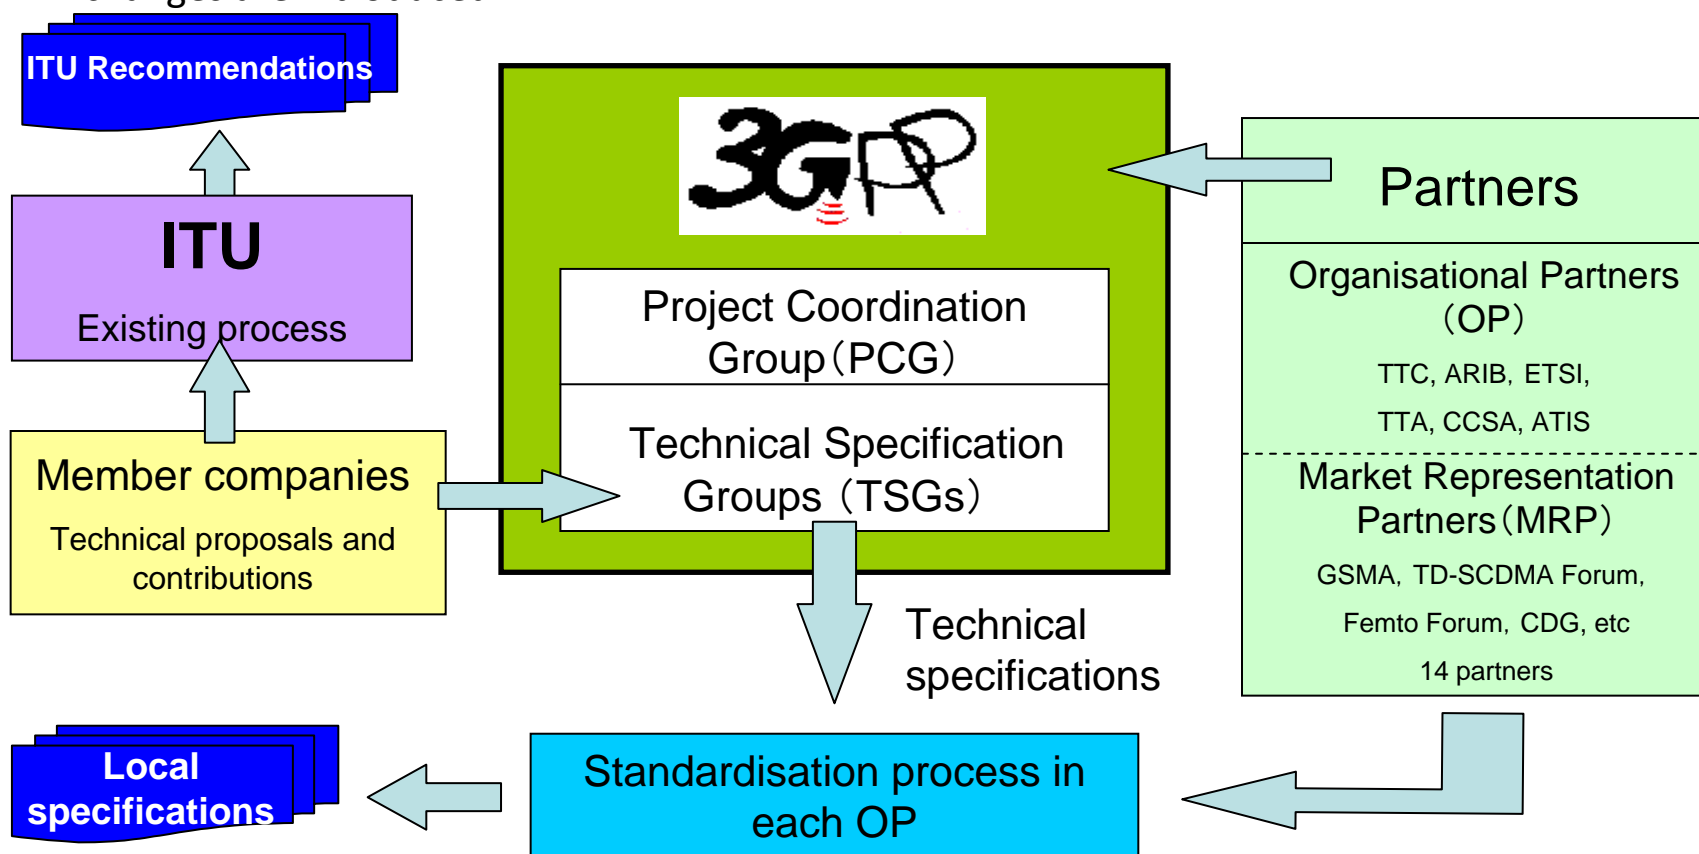 ITU Recommendations
ITU
Existing process
Member companies
Technical proposals and
contributions
3GPP
Project Coordination
Group（PCG）
Technical Specification
Groups （TSGs）
Technical
specifications
Partners
Organisational Partners
（OP）
TTC, ARIB, ETSI,
TTA, CCSA, ATIS
Market Representation
Partners（MRP）
GSMA, TD-SCDMA Forum,
Femto Forum, CDG, etc
14 partners
Local
specifications
Standardisation process in
each OP